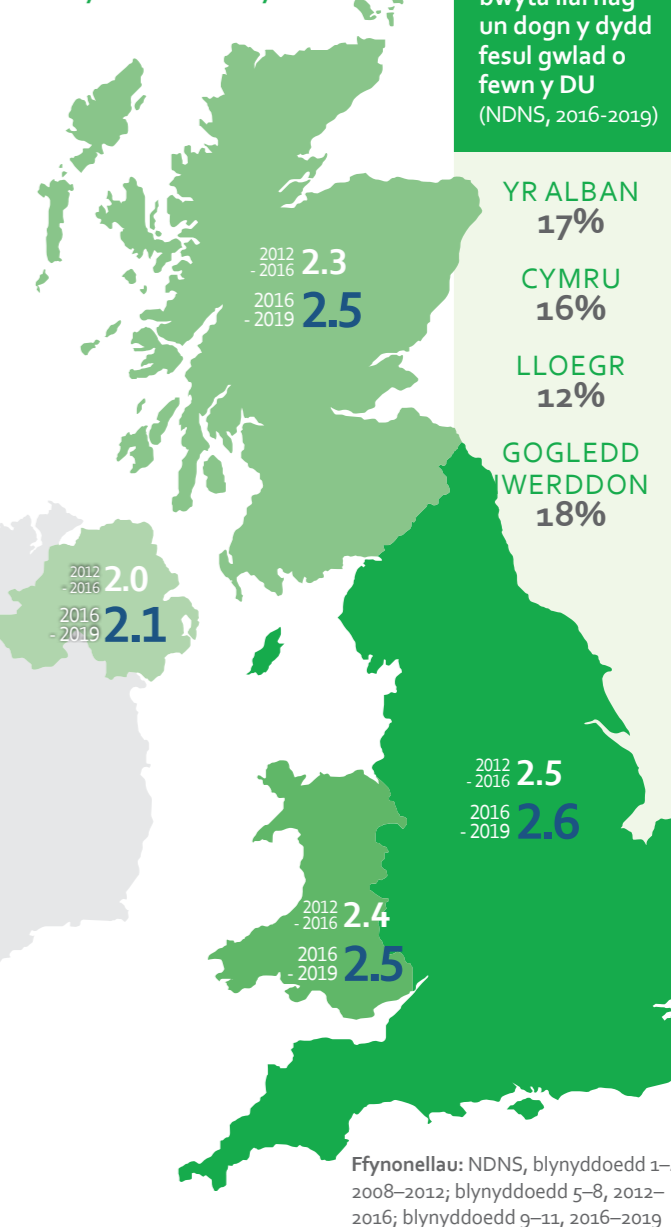 un dogn y dydd
fesul gwlad o
fewn y DU
(NDNS, 2016-2019)
YR ALBAN
17%
CYMRU
16%
LLOEGR
12%
GOGLEDD
IWERDDON
18%
2012
- 2016 2.3
2016
- 2019 2.5
2012
- 2016 2.0
2016
- 2019 2.1
2012
- 2016 2.5
2016
- 2019 2.6
2012
- 2016 2.4
2016
- 2019 2.5
Ffynonellau: NDNS, blynyddoedd 1–
2008–2012; blynyddoedd 5–8, 2012–
2016; blynyddoedd 9–11, 2016–2019